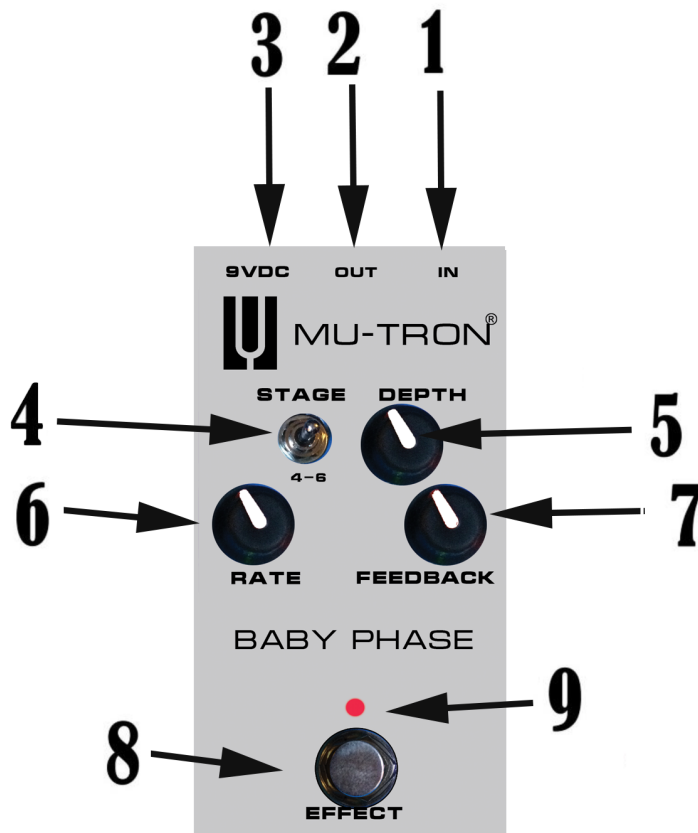 3 2 1
9VDC OUT IN
MU-TRON®
STAGE DEPTH
4 5
4-6
6 7
RATE FEEDBACK
BABY PHASE
9
8
EFFECT